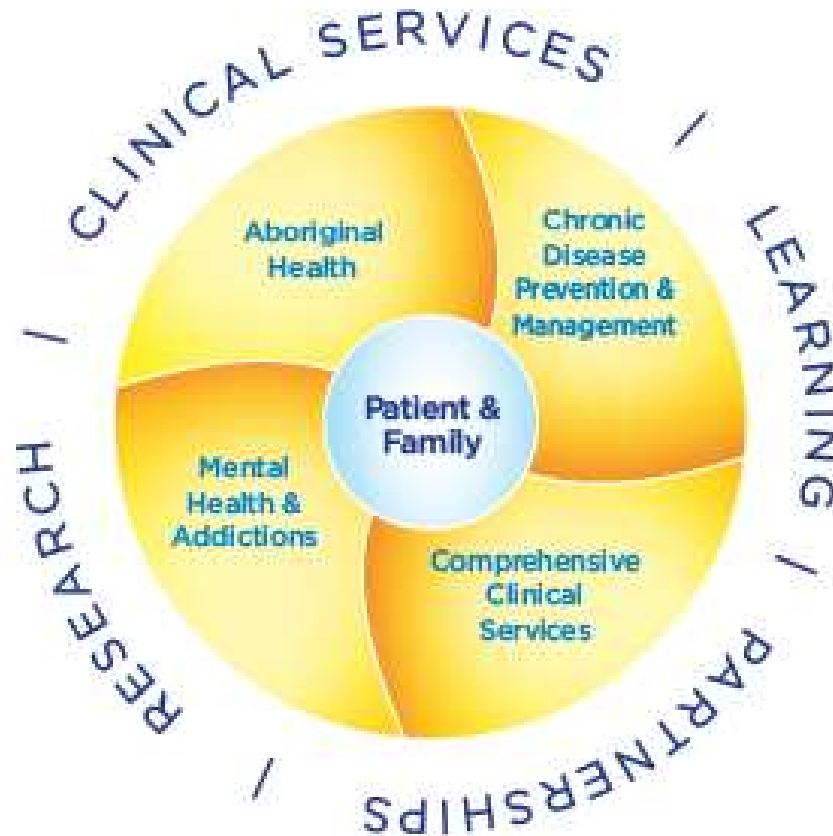 CLINICAL SERVICES / LEARNING / PARTNERSHIPS / RESEARCH /
Aboriginal
Health
Chronic
Disease
Prevention &
Management
Patient &
Family
Mental
Health &
Addictions
Comprehensive
Clinical
Services